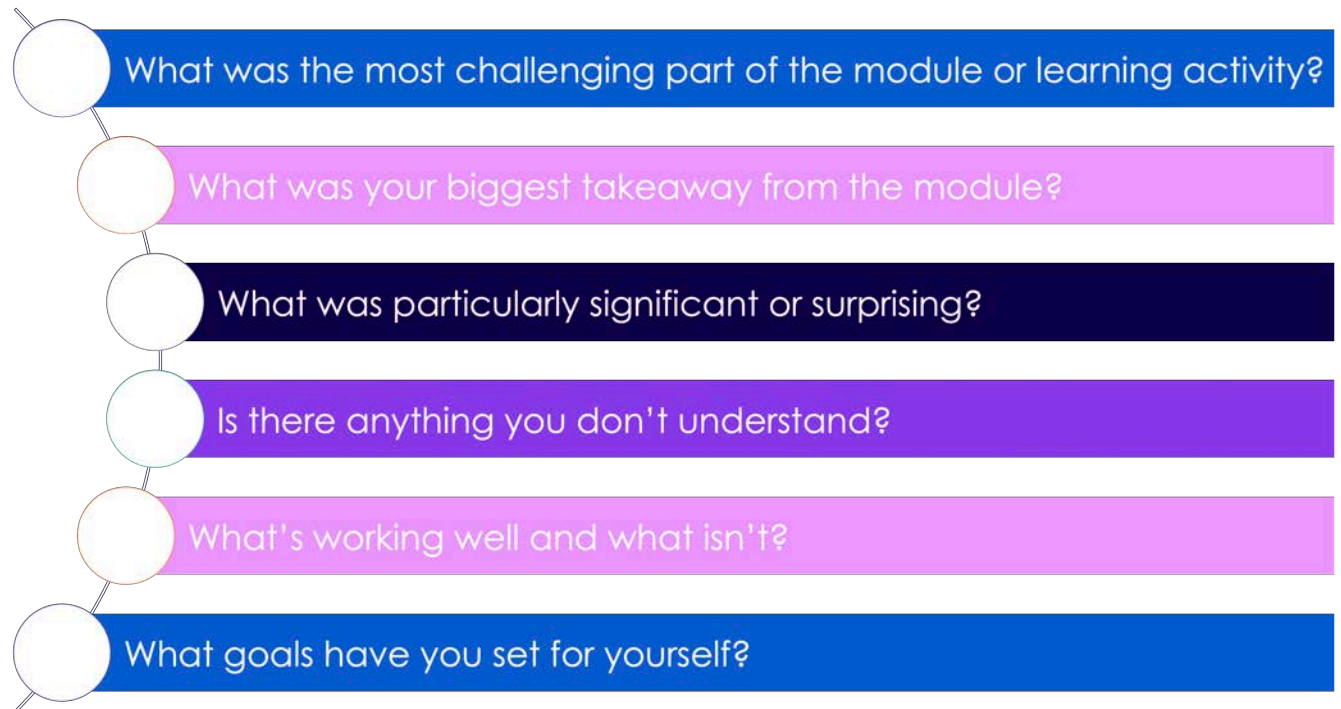 What was the most challenging part of the module or learning activity?
What was your biggest takeaway from the module?
What was particularly significant or surprising?
Is there anything you don’t understand?
What’s working well and what isn’t?
What goals have you set for yourself?